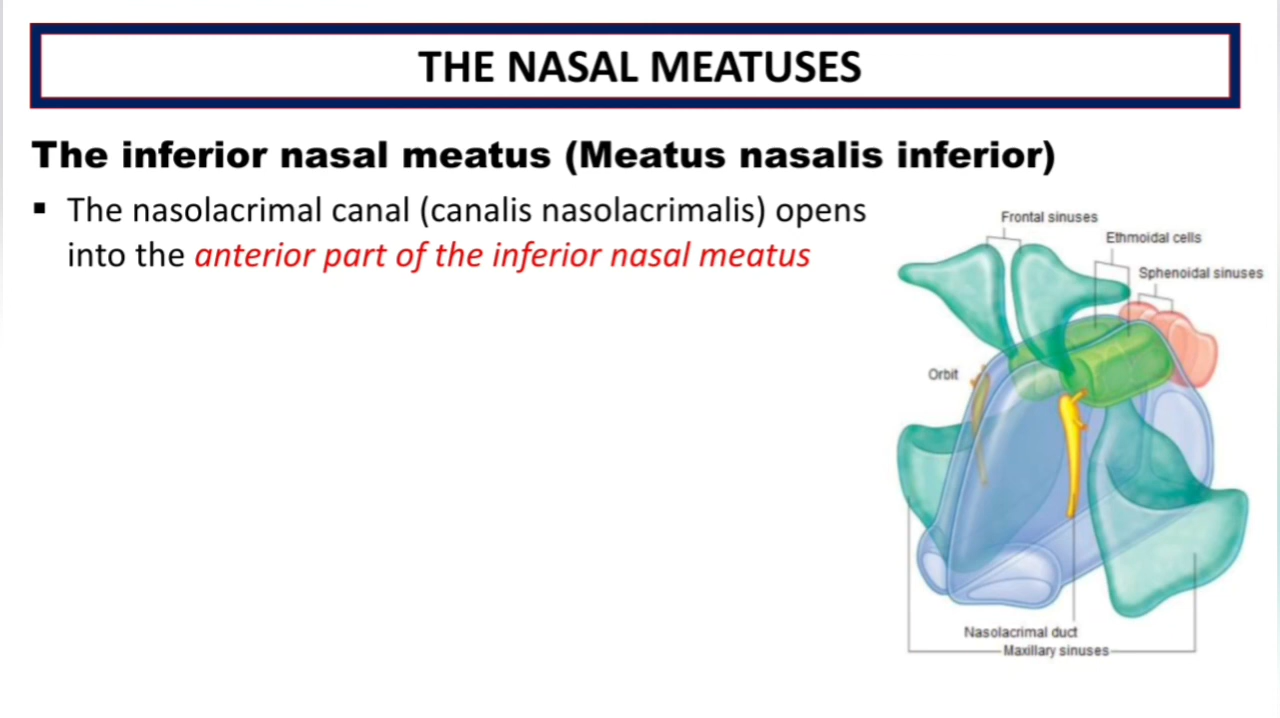 THE NASAL MEATUSES
The inferior nasal meatus (Meatus nasalis inferior)
▪ The nasolacrimal canal (canalis nasolacrimalis) opens
into the anterior part of the inferior nasal meatus
Frontal sinuses
Ethmoidal cells
Sphenoidal sinuses
Orbit
Nasolacrimal duct
Maxillary sinuses